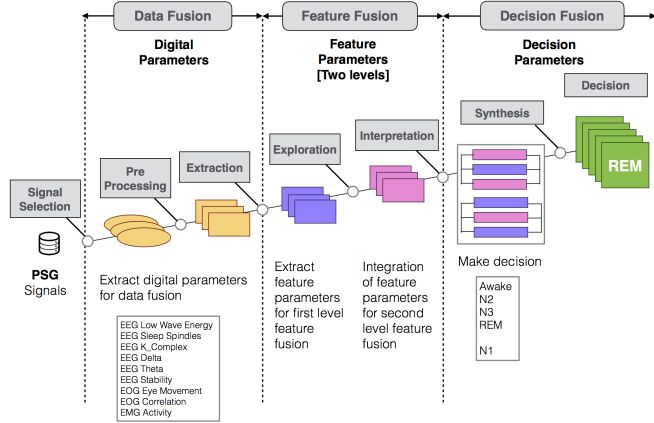 Data Fusion
Feature Fusion
Decision Fusion
Digital
Parameters
Feature
Parameters
[Two levels]
Decision
Parameters
Decision
Synthesis
Interpretation
Exploration
Extraction
Pre
Processing
Signal
Selection
REM
PSG
Signals
Extract digital parameters
for data fusion
EEG Low Wave Energy
EEG Sleep Spindles
EEG K_Complex
EEG Delta
EEG Theta
EEG Stability
EOG Eye Movement
EOG Correlation
EMG Activity
Extract
feature
parameters
for first level
feature
fusion
Integration
of feature
parameters
for second
level feature
fusion
Make decision
Awake
N2
N3
REM
N1